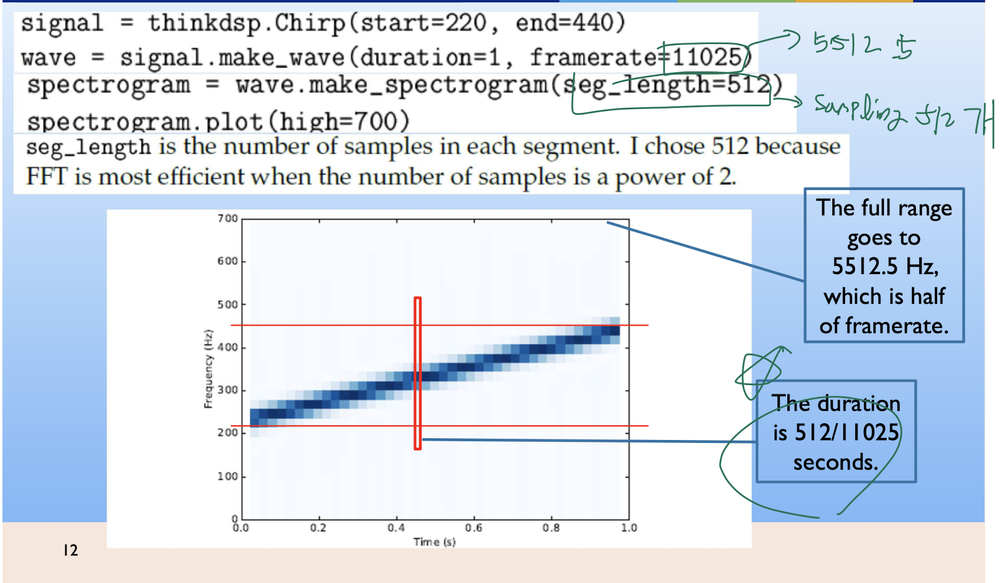 signal = thinkdsp.Chirp(start=220, end=440)
wave = signal.make_wave(duration=1, framerate=11025)
5512.5
spectrogram = wave.make_spectrogram(seg_length=512)
Sampling 512 개
spectrogram.plot(high=700)
seg_length is the number of samples in each segment. I chose 512 because
FFT is most efficient when the number of samples is a power of 2.
The full range
goes to
5512.5 Hz,
which is half
of framerate.
The duration
is 512/11025
seconds.
700
600
500
400
300
200
100
0
Frequency (Hz)
0.0 0.2 0.4 0.6 0.8 1.0
Time (s)
12